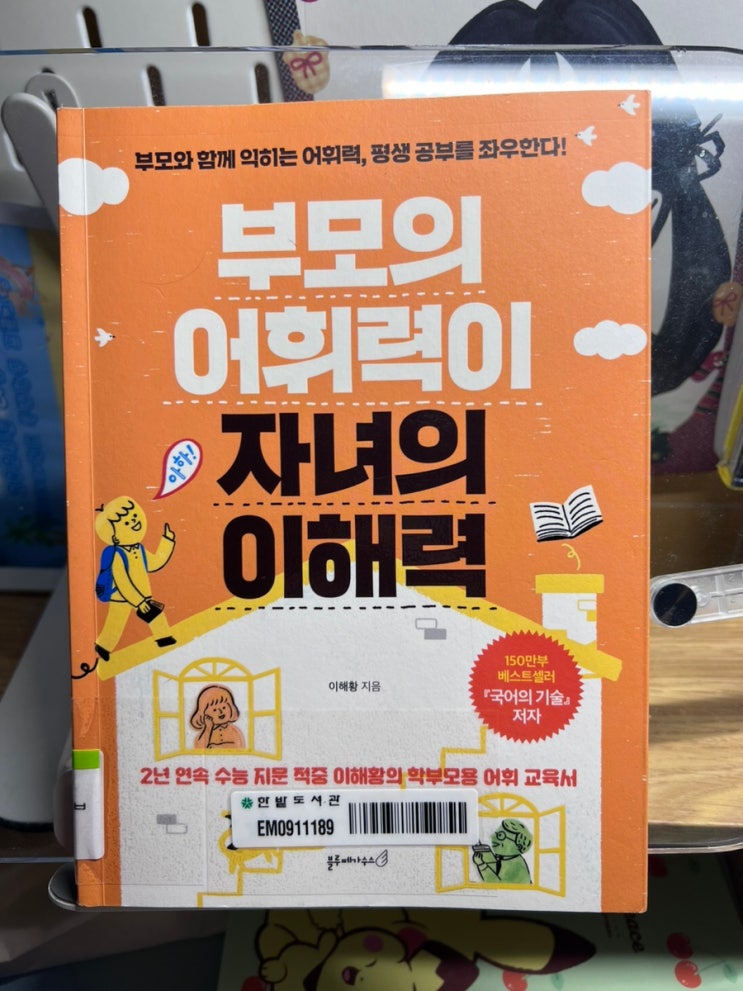 부모와 함께 익히는 어휘력, 평생 공부를 좌우한다!
부모의
어휘력이
자녀의
이해력
아하!
이해황 지음
150만부
베스트셀러
『국어의 기술』
저자
2년 연속 수능 지문 적중 이해황의 학부모용 어휘 교육서
한밭도서관
EM0911189
블루페가수스
ㅂ